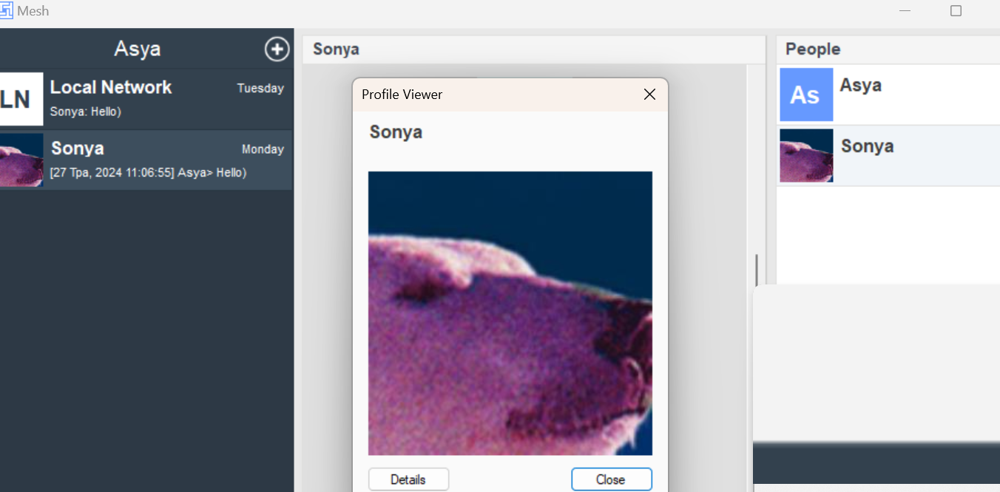 Mesh
Asya
LN
Local Network
Tuesday
Sonya: Hello)
Sonya
Monday
[27 Tpa, 2024 11:06:55] Asya> Hello)
Sonya
Profile Viewer
Sonya
Details
Close
People
As
Asya
Sonya